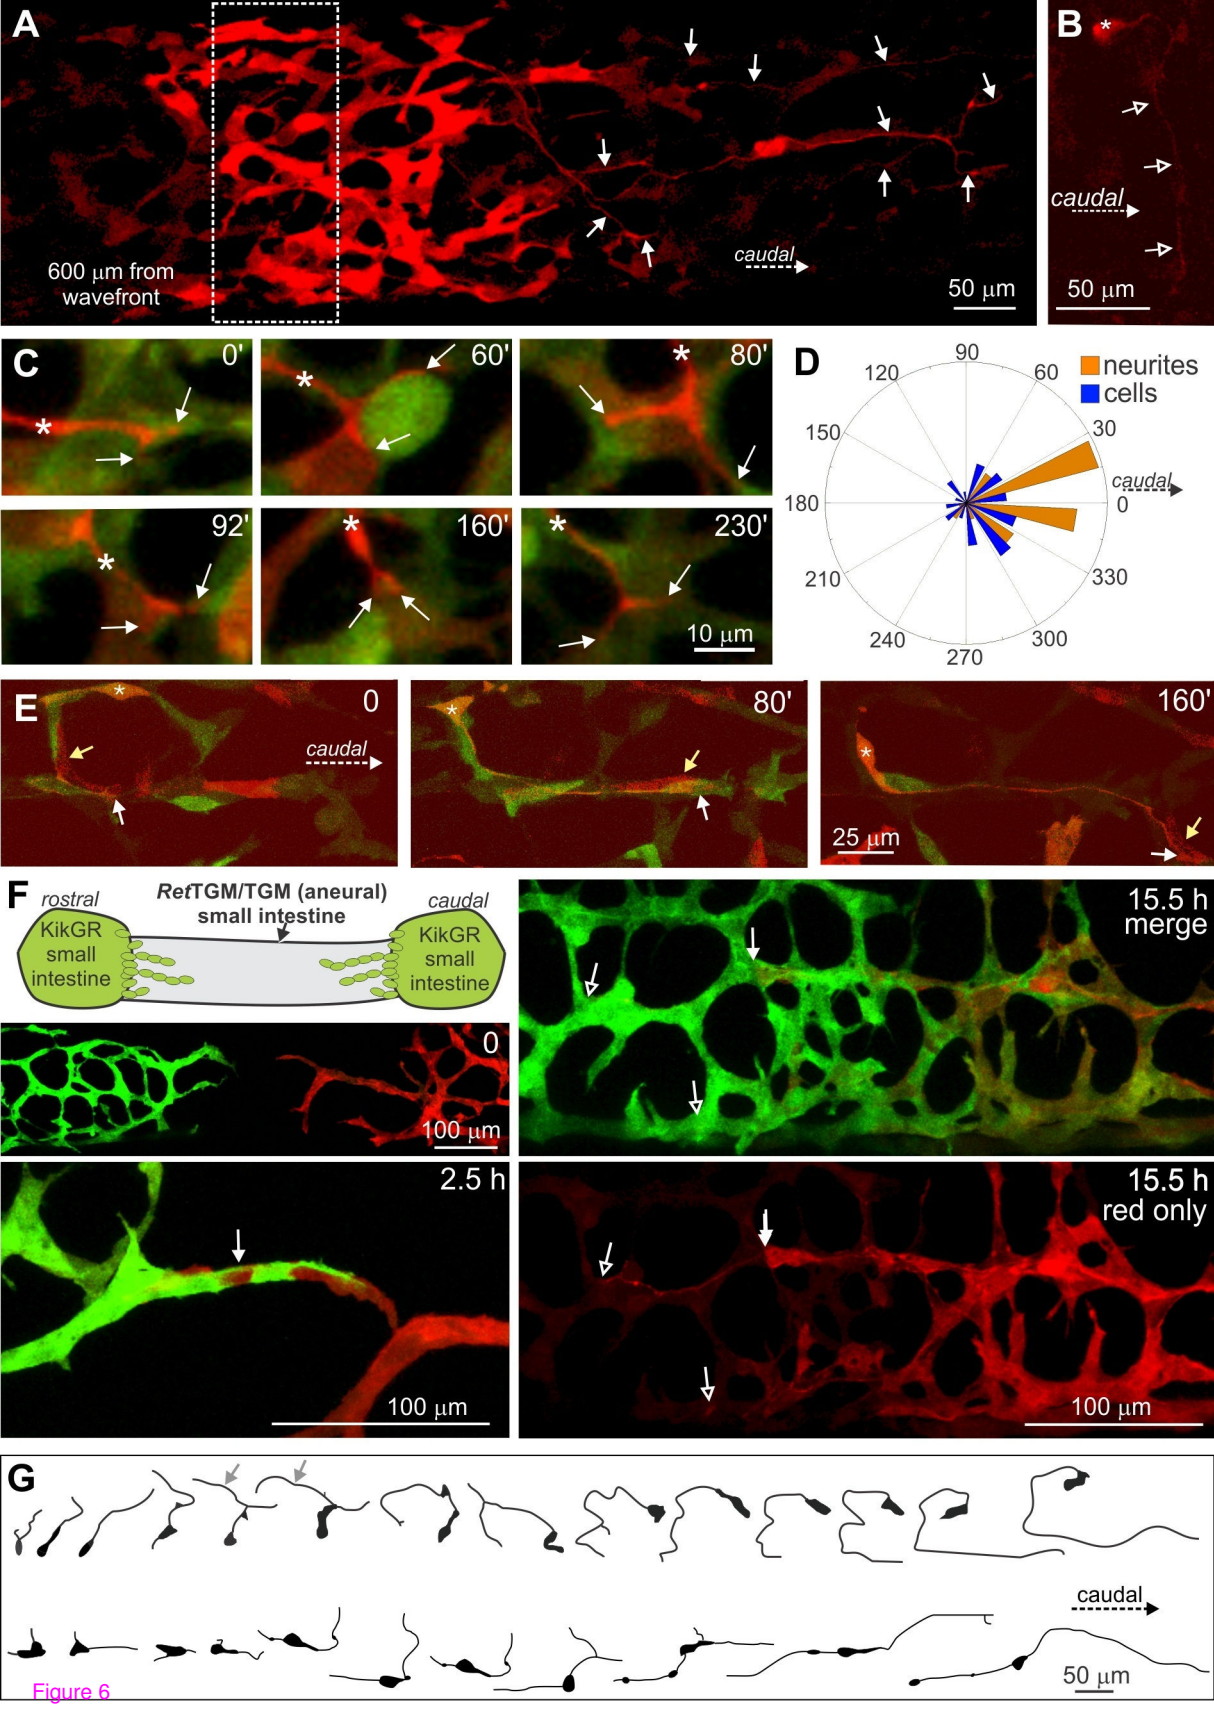 A
600 μm from
wavefront
caudal
50 μm
B
*
caudal
50 μm
C
0'
*
60'
*
80'
*
92'
*
160'
*
230'
*
10 μm
D
90
60
30
0
330
300
270
240
210
180
150
120
neurites
cells
caudal
E
0
*
caudal
80'
*
160'
*
25 μm
F
rostral
RetTGM/TGM (aneural)
small intestine
caudal
KikGR
small
intestine
KikGR
small
intestine
0
100 μm
2.5 h
100 μm
15.5 h
merge
15.5 h
red only
100 μm
G
caudal
50 μm
Figure 6